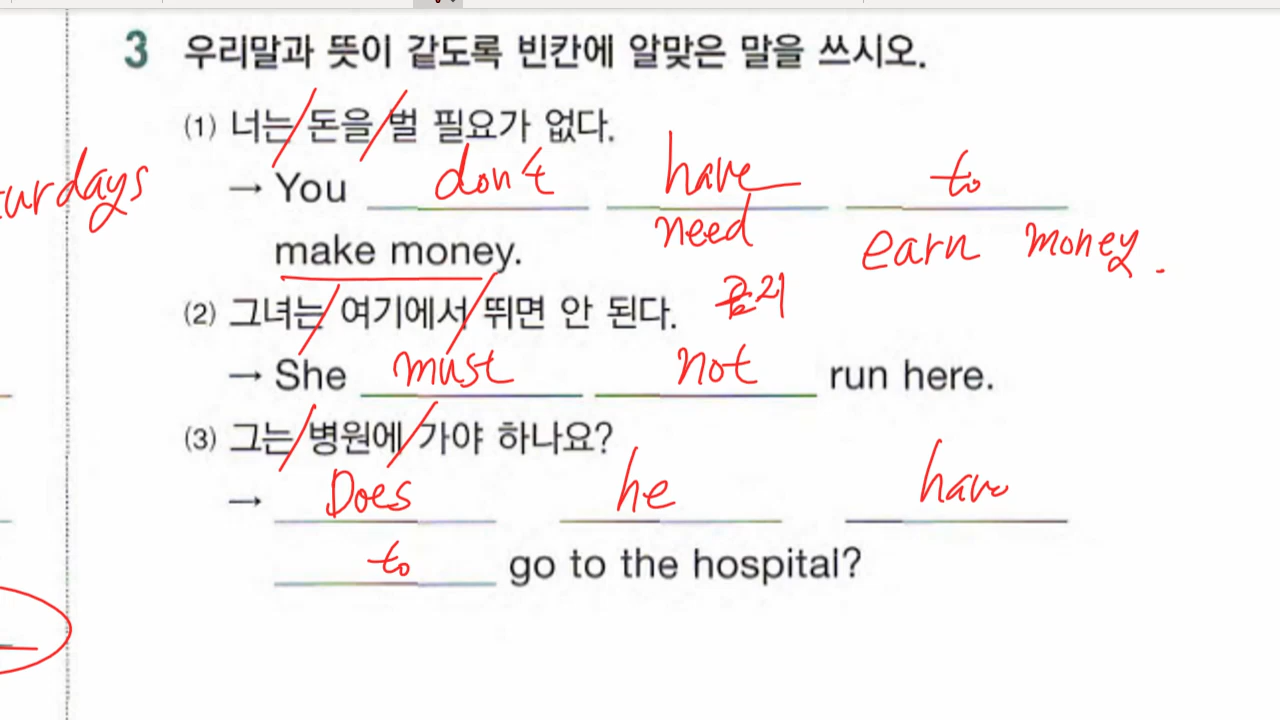 3 우리말과 뜻이 같도록 빈칸에 알맞은 말을 쓰시오.
(1) 너는 돈을 벌 필요가 없다.
→ You don't have to
need earn money.
make money.
(2) 그녀는 여기에서 뛰면 안 된다. 금지
→ She must not run here.
(3) 그는 병원에 가야 하나요?
→ Does he have
to go to the hospital?
turdays